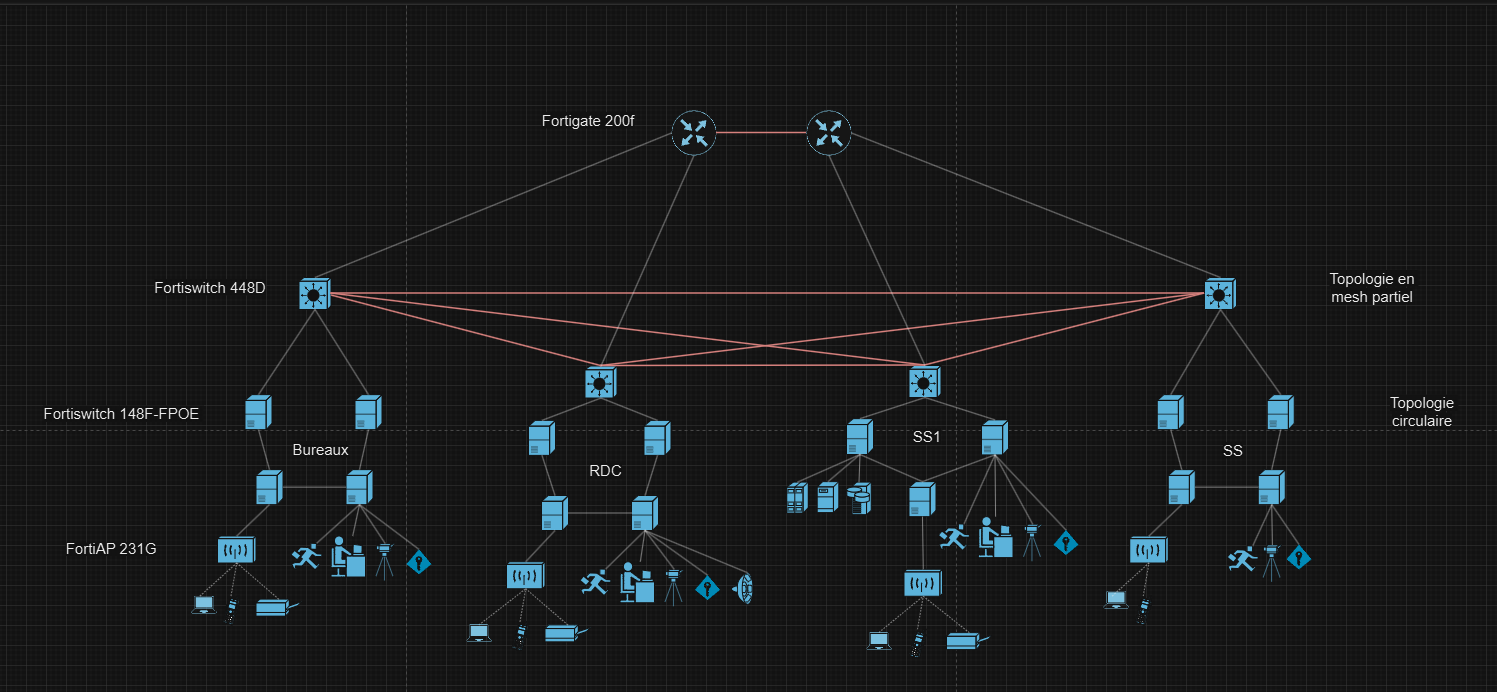 Fortigate 200f
Fortiswitch 448D
Topologie en
mesh partiel
Fortiswitch 148F-FPOE
Topologie
circulaire
Bureaux
RDC
SS1
SS
FortiAP 231G